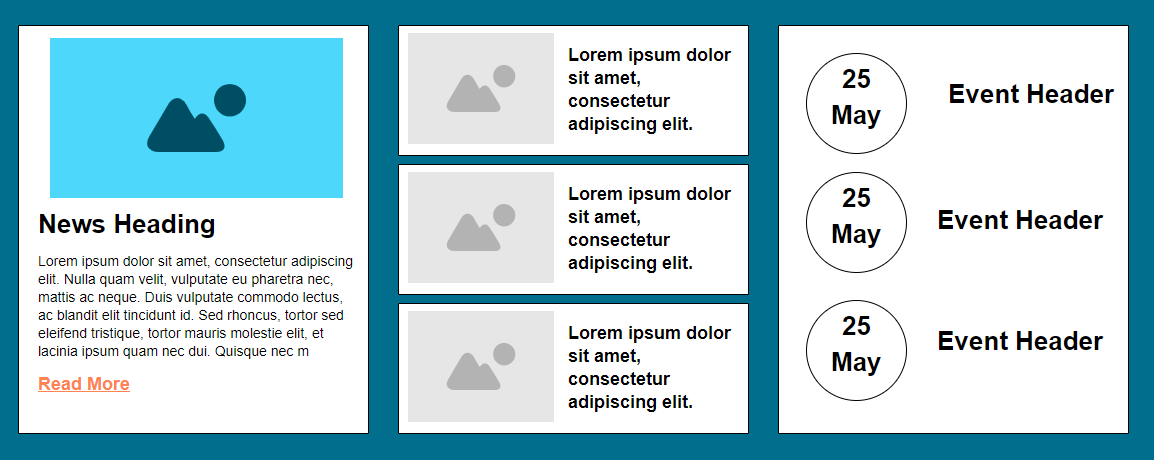 News Heading
Lorem ipsum dolor sit amet, consectetur adipiscing
elit. Nulla quam velit, vulputate eu pharetra nec,
mattis ac neque. Duis vulputate commodo lectus,
ac blandit elit tincidunt id. Sed rhoncus, tortor sed
eleifend tristique, tortor mauris molestie elit, et
lacinia ipsum quam nec dui. Quisque nec m
Read More
Lorem ipsum dolor
sit amet,
consectetur
adipiscing elit.
Lorem ipsum dolor
sit amet,
consectetur
adipiscing elit.
Lorem ipsum dolor
sit amet,
consectetur
adipiscing elit.
25
May
Event Header
25
May
Event Header
25
May
Event Header